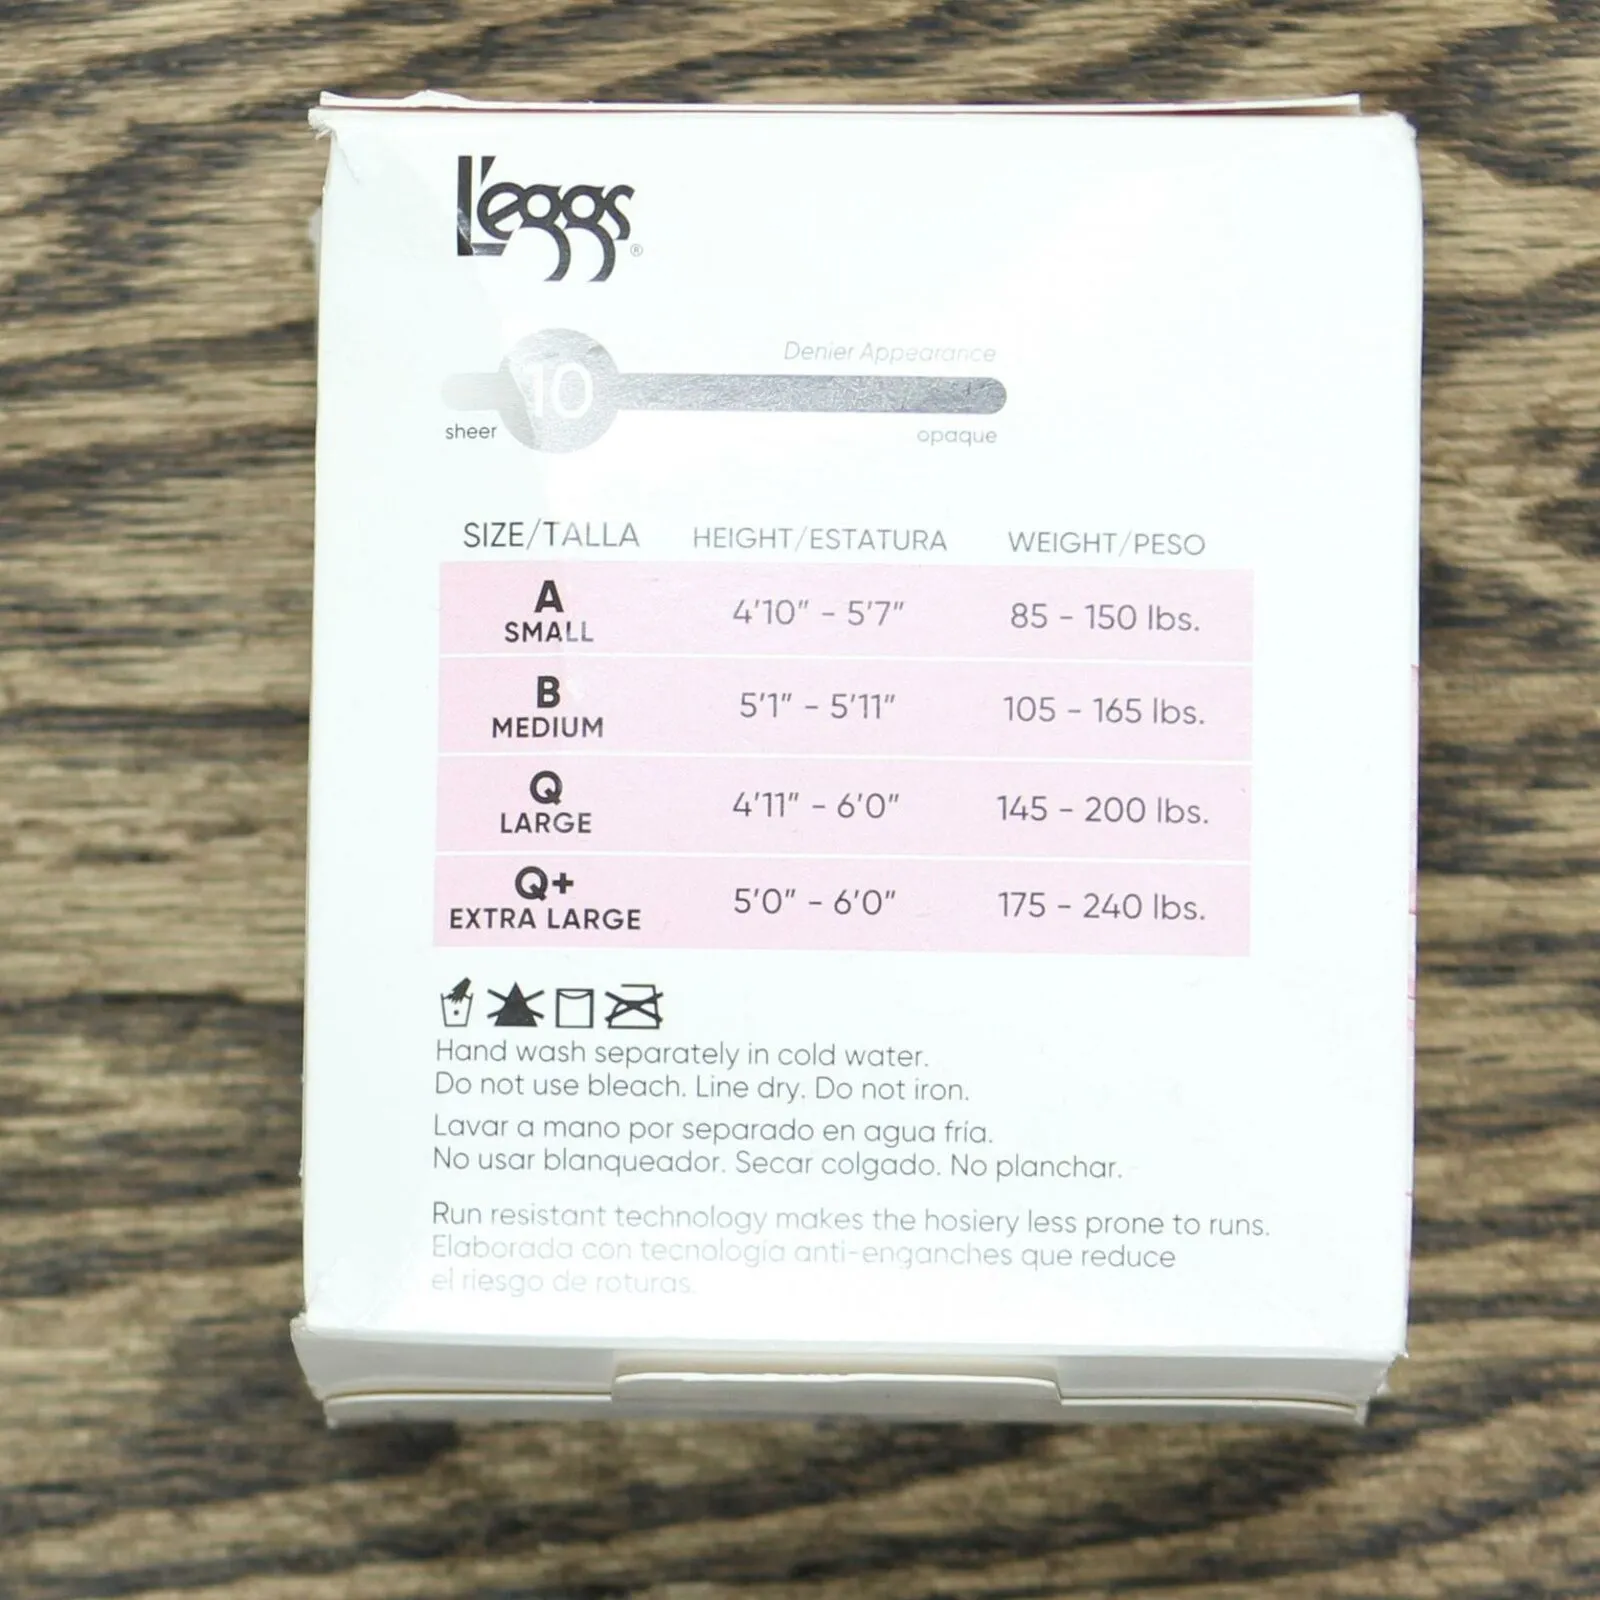 L'eggs®
Denier Appearance
10
sheer opaque
SIZE/TALLA HEIGHT/ESTATURA WEIGHT/PESO
A
SMALL 4'10" - 5'7" 85 - 150 lbs.
B
MEDIUM 5'1" - 5'11" 105 - 165 lbs.
Q
LARGE 4'11" - 6'0" 145 - 200 lbs.
Q+
EXTRA LARGE 5'0" - 6'0" 175 - 240 lbs.
Hand wash separately in cold water.
Do not use bleach. Line dry. Do not iron.
Lavar a mano por separado en agua fría.
No usar blanqueador. Secar colgado. No planchar.
Run resistant technology makes the hosiery less prone to runs.
Elaborada con tecnología anti-enganches que reduce
el riesgo de roturas.